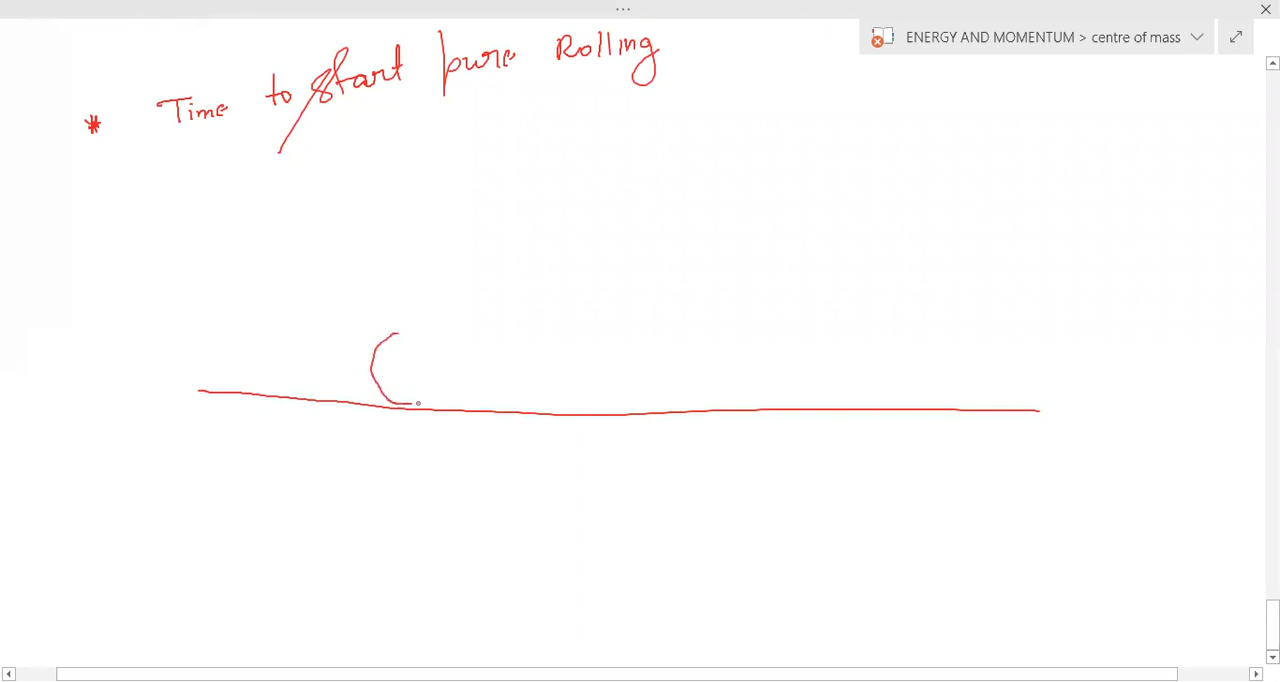 ENERGY AND MOMENTUM > centre of mass
* Time to start pure Rolling